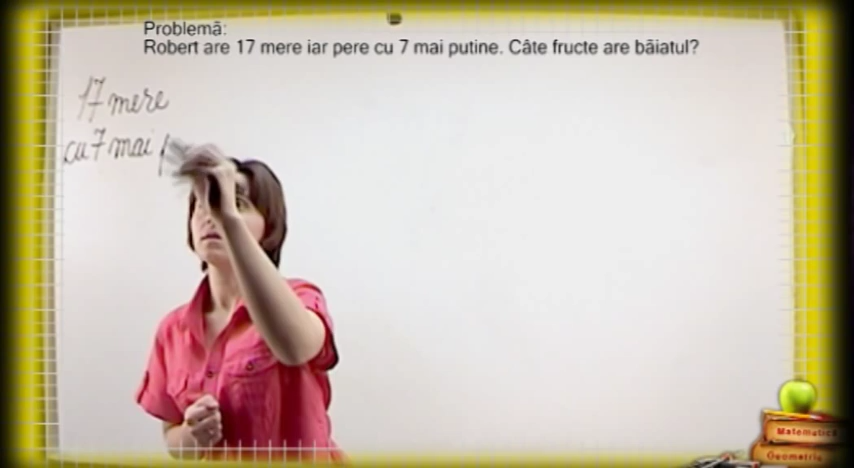 Problemă:
Robert are 17 mere iar pere cu 7 mai putine. Câte fructe are băiatul?
17 mere
cu 7 mai
Matematica
Geometrie